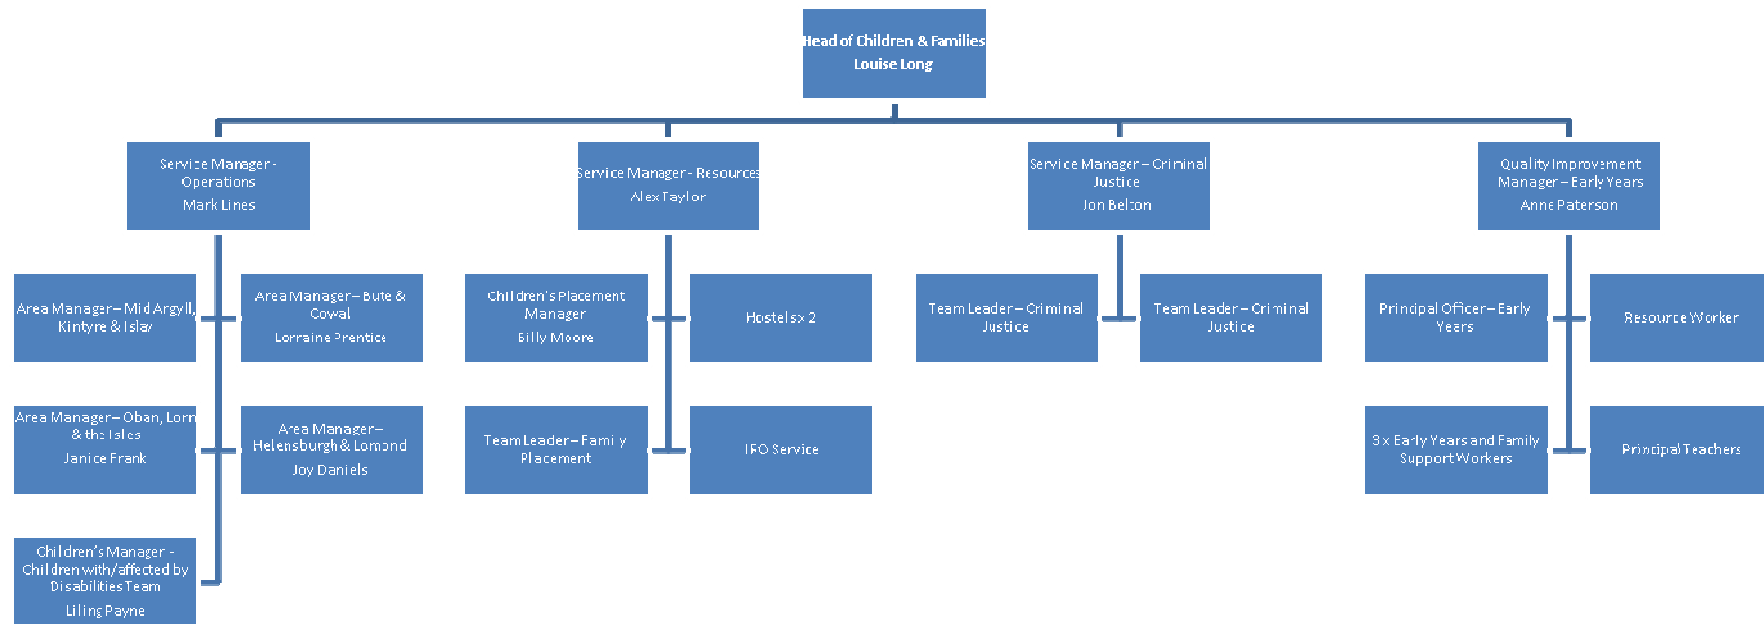 Head of Children & Families
Louise Long
Service Manager -
Operations
Mark Lines
Service Manager - Resources
Alex Taylor
Service Manager – Criminal
Justice
Jon Belton
Quality Improvement
Manager – Early Years
Anne Paterson
Area Manager – Mid Argyll,
Kintyre & Islay
Area Manager – Bute &
Cowal
Lorraine Prentice
Children's Placement
Manager
Billy Moore
Hostels x 2
Team Leader – Criminal
Justice
Team Leader – Criminal
Justice
Principal Officer – Early
Years
Resource Worker
Area Manager – Oban, Lorn
& the Isles
Janice Frank
Area Manager –
Helensburgh & Lomond
Joy Daniels
Team Leader – Family
Placement
IRO Service
3 x Early Years and Family
Support Workers
Principal Teachers
Children's Manager -
Children with/affected by
Disabilities Team
Liling Payne